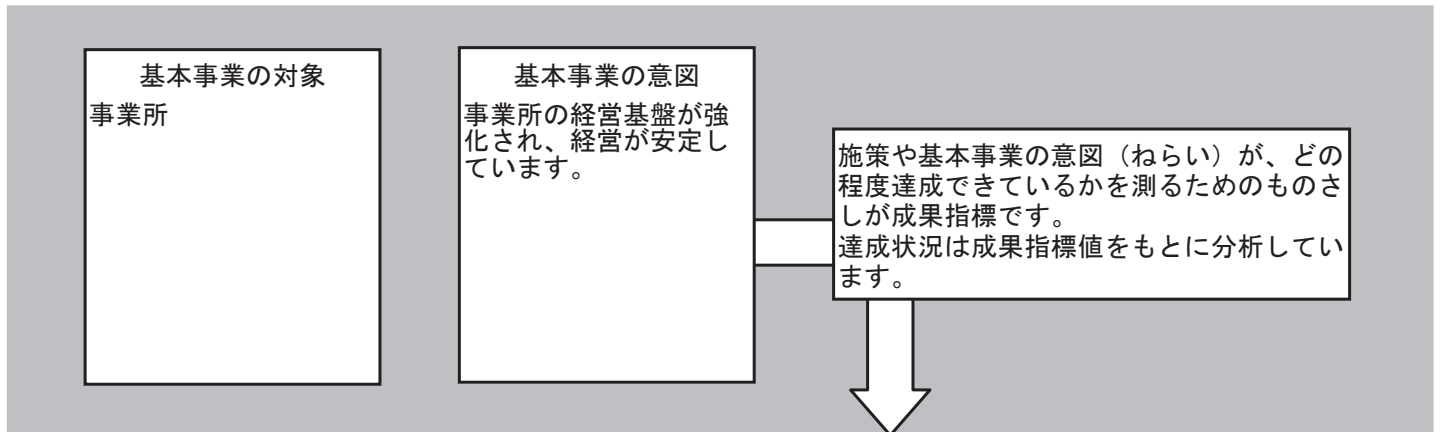 基本事業の対象
事業所
基本事業の意図
事業所の経営基盤が強
化され、経営が安定し
ています。
施策や基本事業の意図（ねらい）が、どの
程度達成できているかを測るためのものさ
しが成果指標です。
達成状況は成果指標値をもとに分析してい
ます。